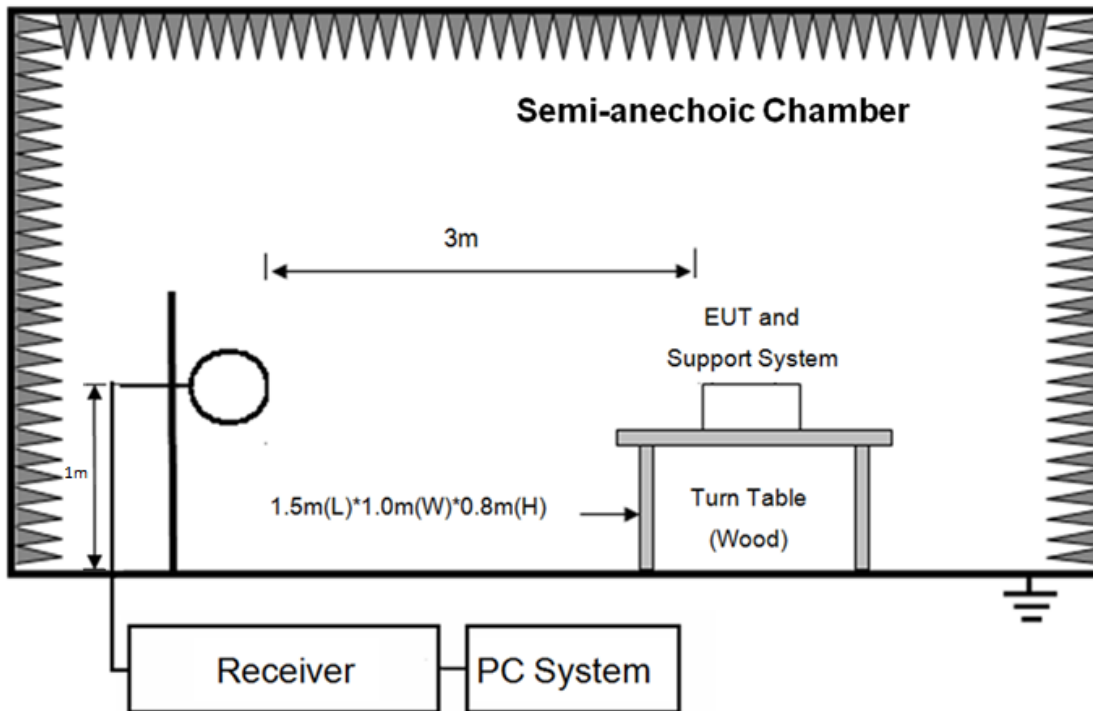 Semi-anechoic Chamber
3m
EUT and
Support System
1m
1.5m(L)*1.0m(W)*0.8m(H)
Turn Table
(Wood)
Receiver
PC System